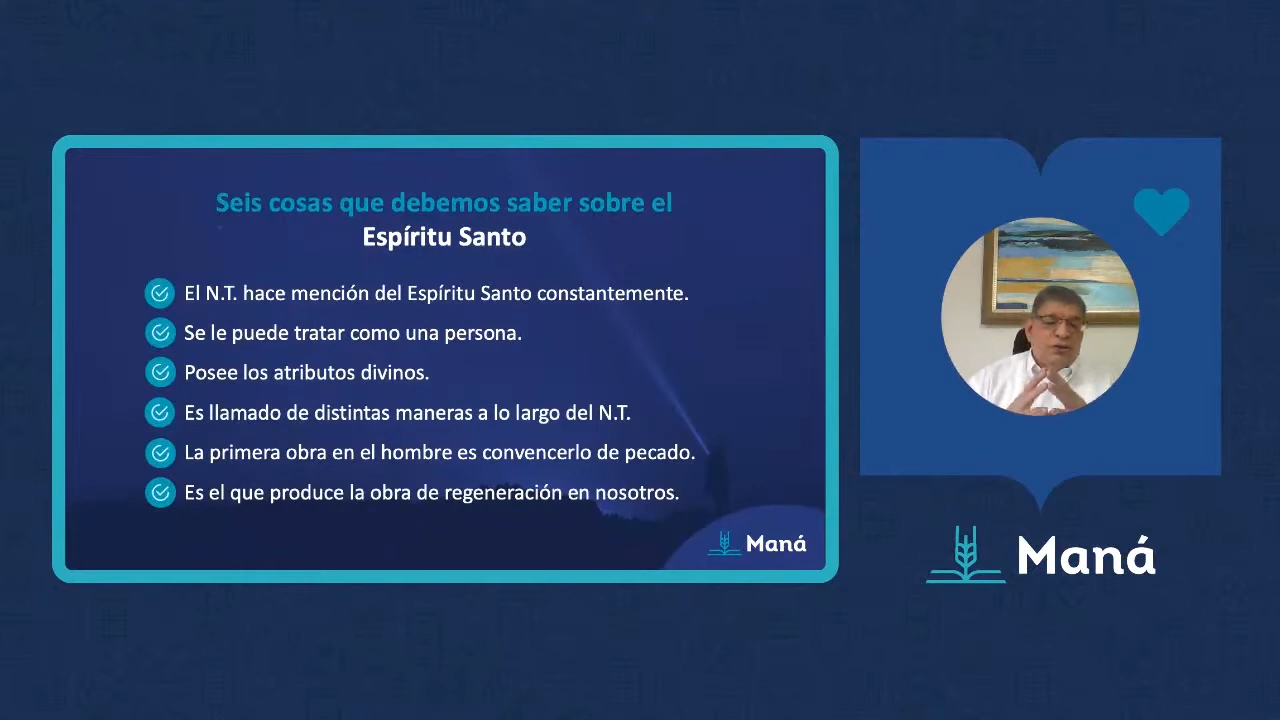 Seis cosas que debemos saber sobre el
Espíritu Santo
El N.T. hace mención del Espíritu Santo constantemente.
Se le puede tratar como una persona.
Posee los atributos divinos.
Es llamado de distintas maneras a lo largo del N.T.
La primera obra en el hombre es convencerlo de pecado.
Es el que produce la obra de regeneración en nosotros.
Maná
Maná